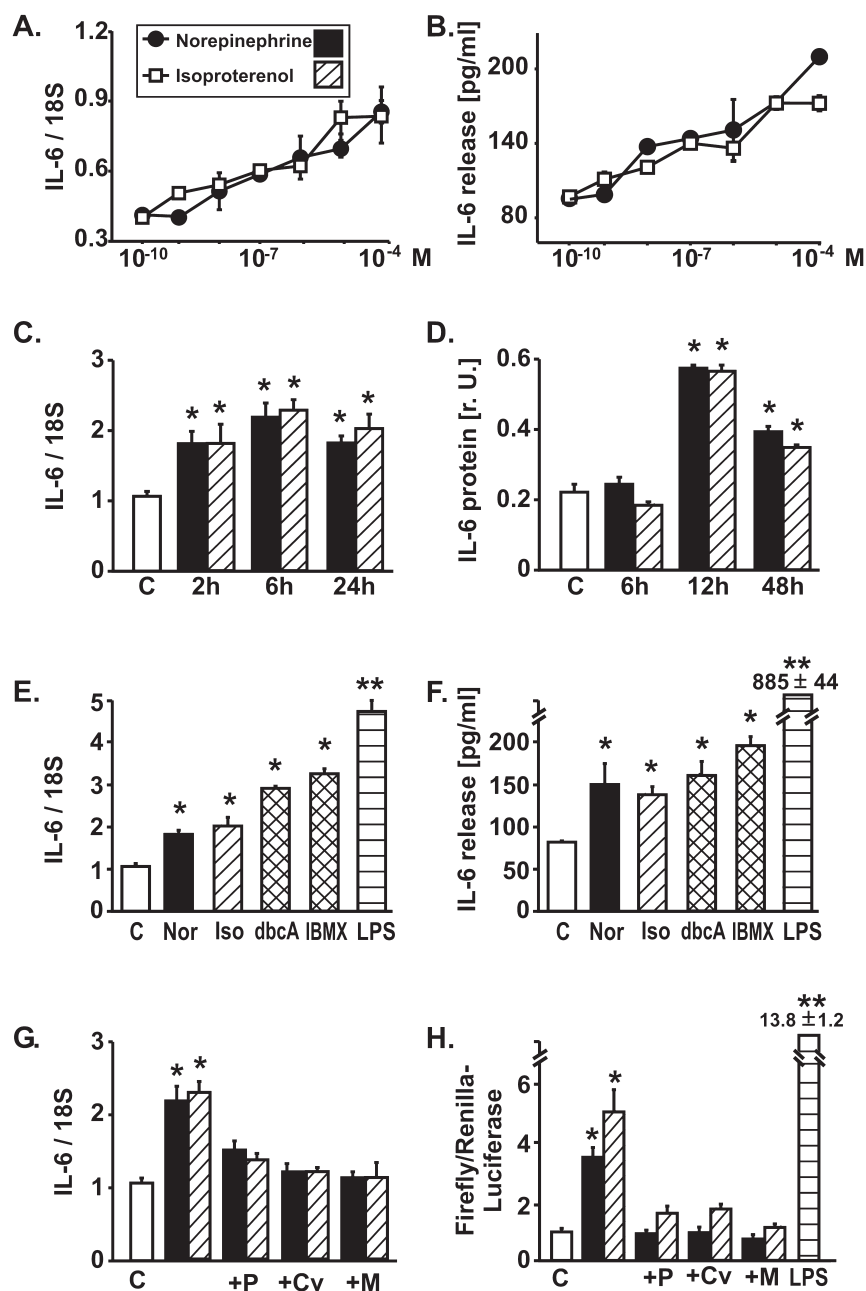 A.
1.2
0.9
0.6
0.3
IL-6 / 18S
Norepinephrine
Isoproterenol
10-10 10-7 10-4 M
B.
200
140
80
IL-6 release [pg/ml]
10-10 10-7 10-4 M
C.
3
2
1
0
IL-6 / 18S
* * * * * *
C 2h 6h 24h
D.
0.6
0.4
0.2
0
IL-6 protein [r. U.]
* * * *
C 6h 12h 48h
E.
5
4
3
2
1
0
IL-6 / 18S
* * * * **
C Nor Iso dbcA IBMX LPS
F.
200
150
100
50
0
IL-6 release [pg/ml]
* * * * **
885 ± 44
C Nor Iso dbcA IBMX LPS
G.
3
2
1
0
IL-6 / 18S
* *
C +P +Cv +M
H.
6
4
2
0
Firefly/Renilla-
Luciferase
* * **
13.8 ±1.2
C +P +Cv +M LPS